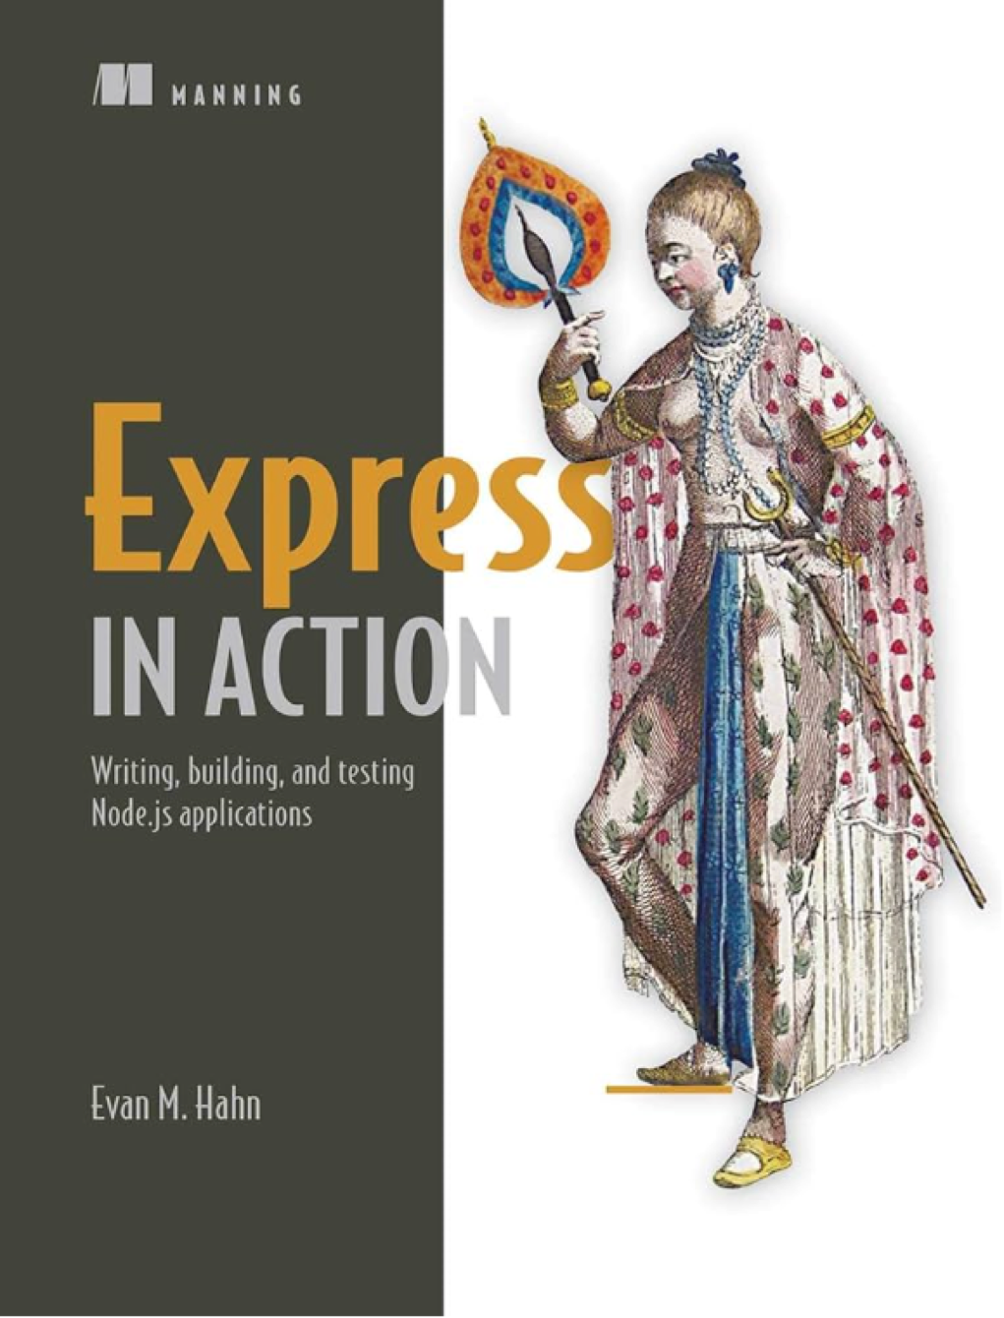 MANNING
Express
IN ACTION
Writing, building, and testing
Node.js applications
Evan M. Hahn